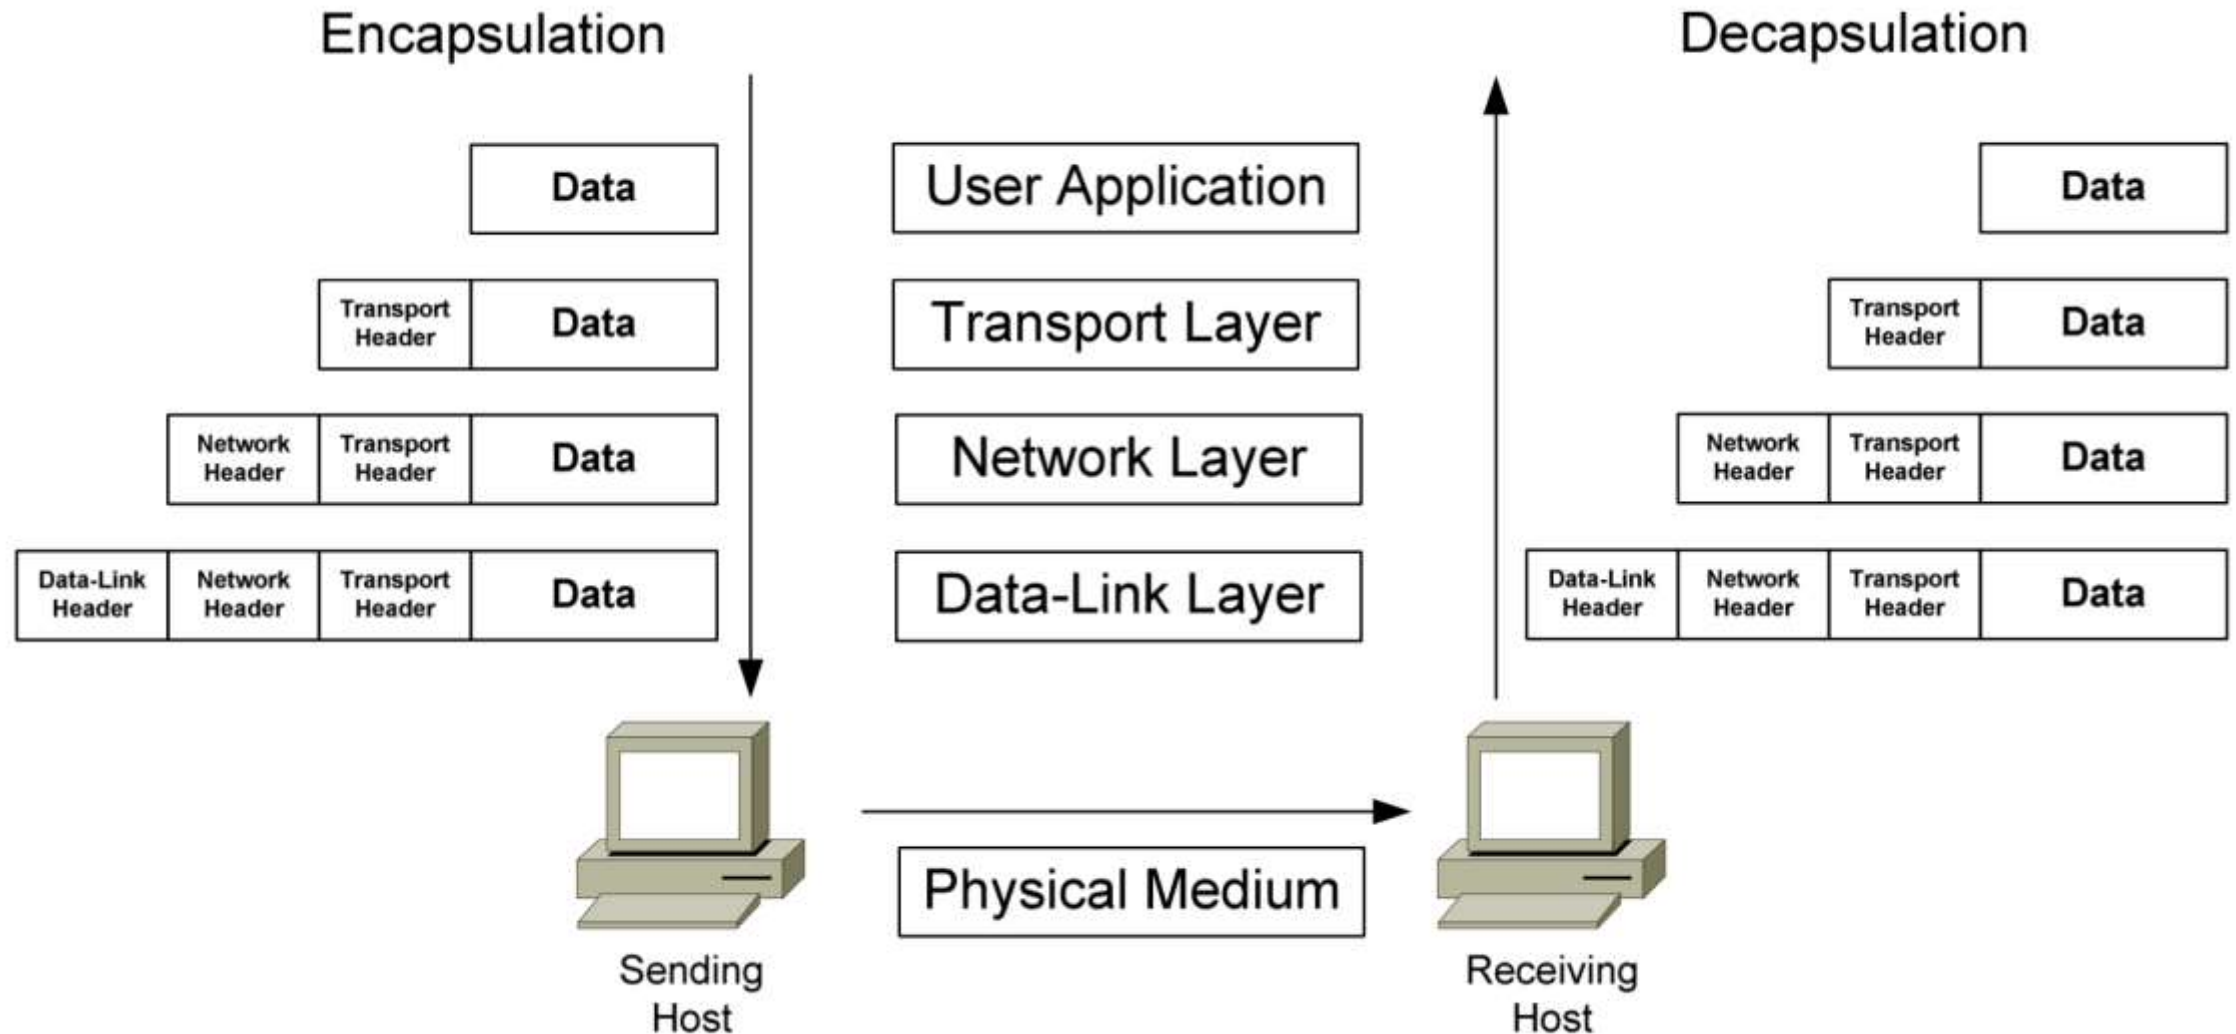 Encapsulation
Decapsulation
Data
User Application
Data
Transport
Header
Data
Transport Layer
Transport
Header
Data
Network
Header
Transport
Header
Data
Network Layer
Network
Header
Transport
Header
Data
Data-Link
Header
Network
Header
Transport
Header
Data
Data-Link Layer
Data-Link
Header
Network
Header
Transport
Header
Data
Physical Medium
Sending
Host
Receiving
Host